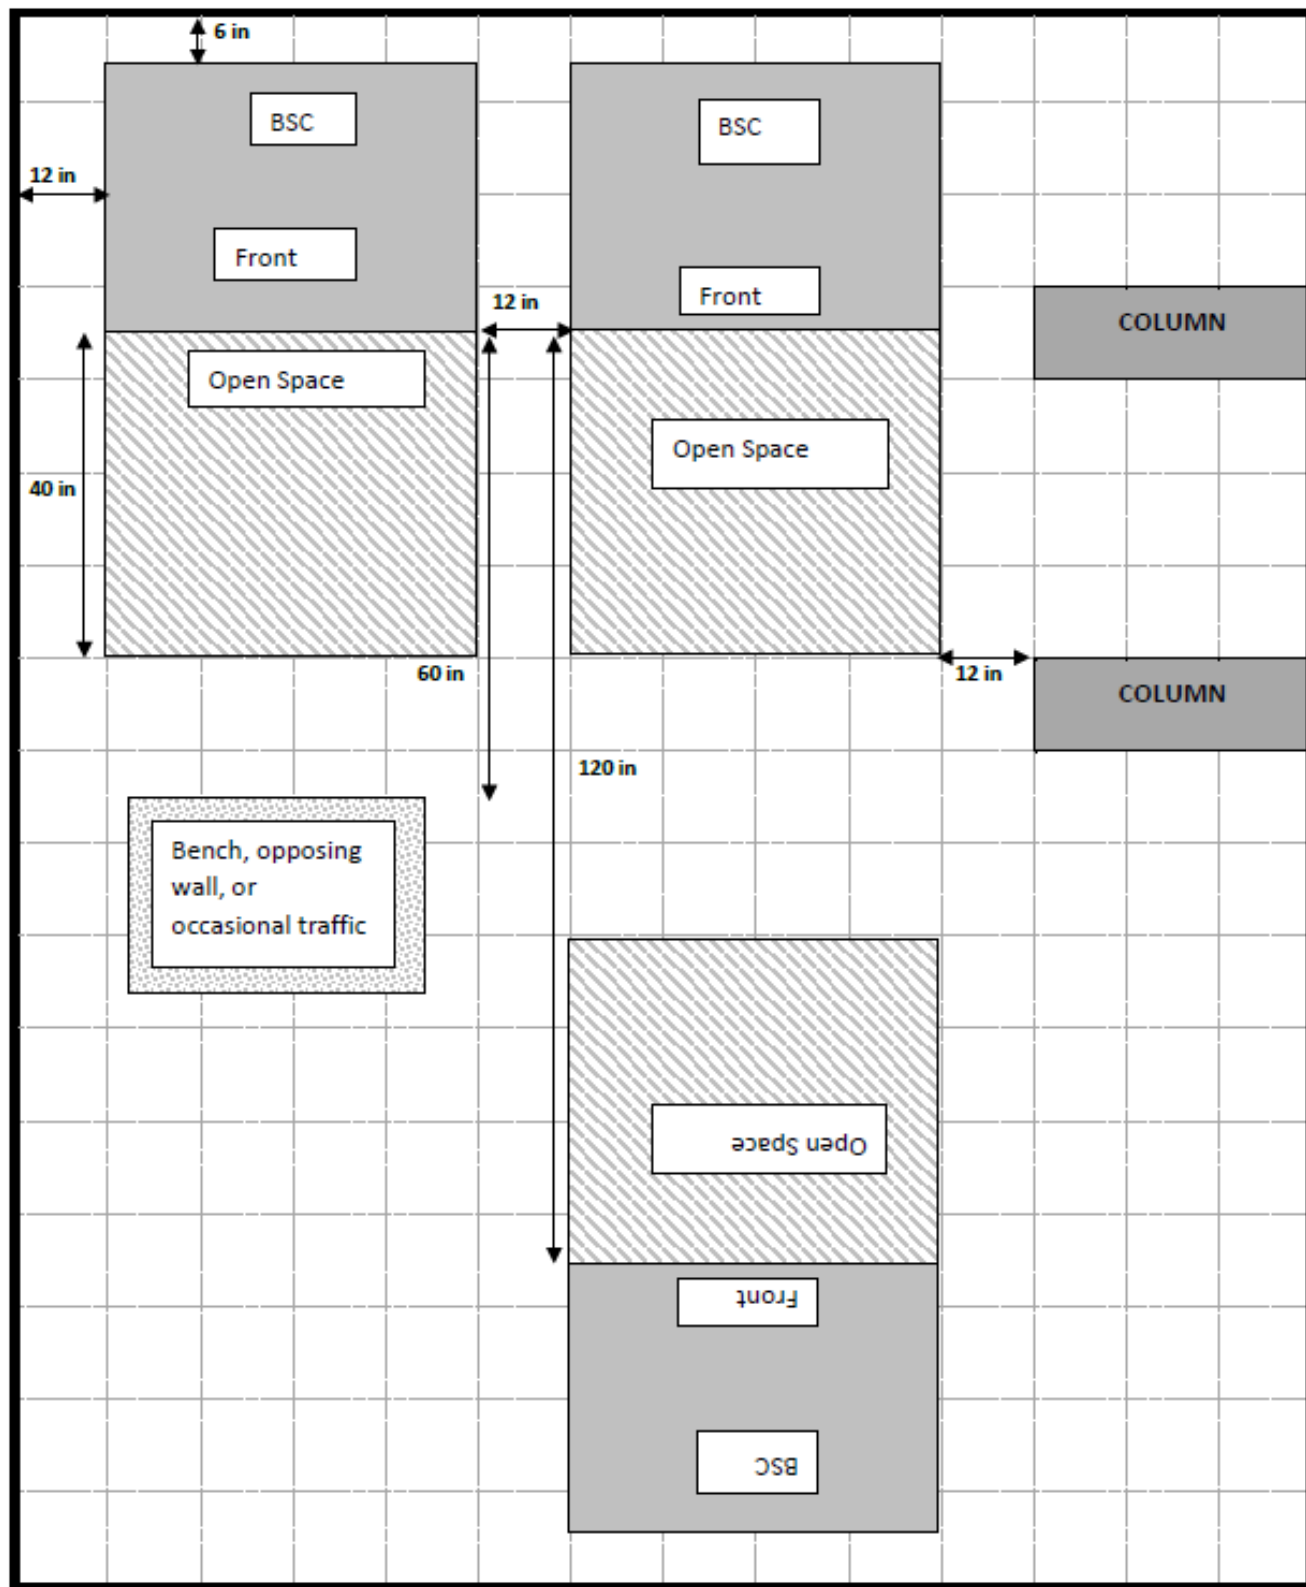 6 in
BSC
BSC
12 in
Front
Front
12 in
COLUMN
Open Space
Open Space
40 in
60 in
12 in
COLUMN
120 in
Bench, opposing
wall, or
occasional traffic
Open Space
Front
BSC